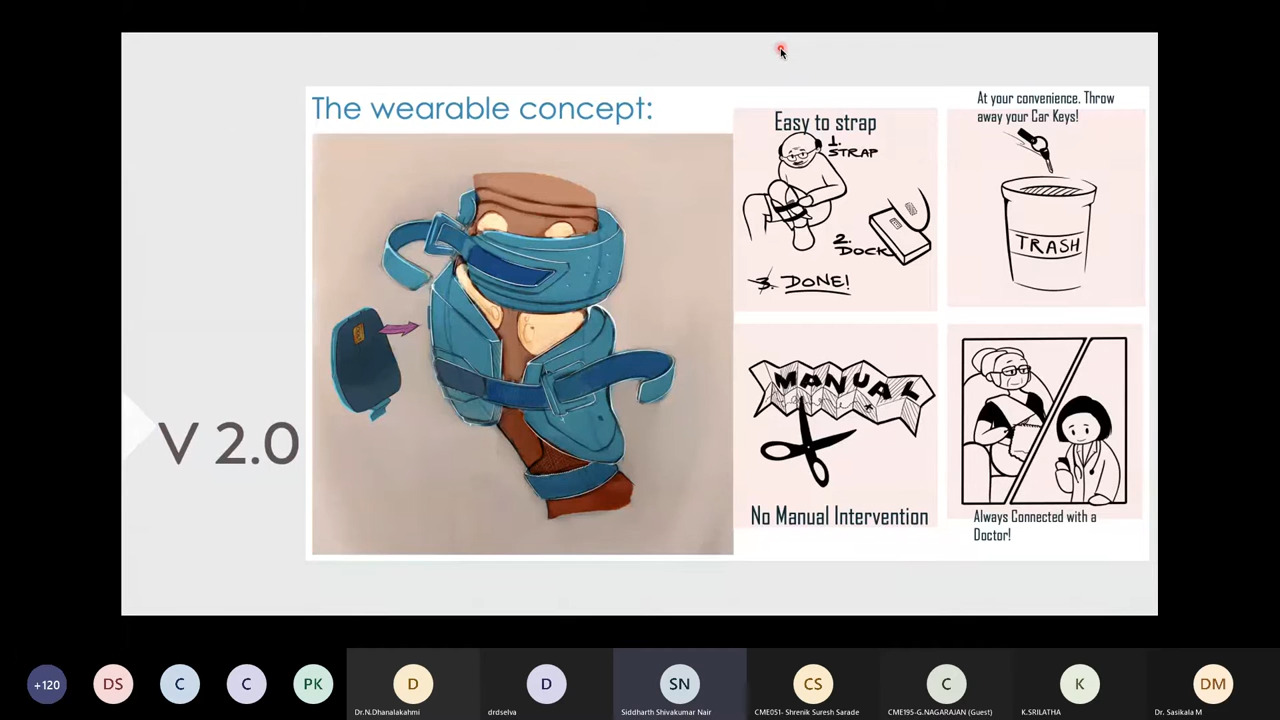 The wearable concept:
V 2.0
Easy to strap
1.
STRAP
2.
DOCK
3. DONE!
At your convenience. Throw
away your Car Keys!
TRASH
MANUAL
No Manual Intervention
Always Connected with a
Doctor!
+120
DS
C
C
PK
D
Dr.N.Dhanalakahmi
D
drdselva
SN
Siddharth Shivakumar Nair
CS
CME051- Shrenik Suresh Sarade
C
CME195-G.NAGARAJAN (Guest)
K
K.SRILATHA
DM
Dr. Sasikala M